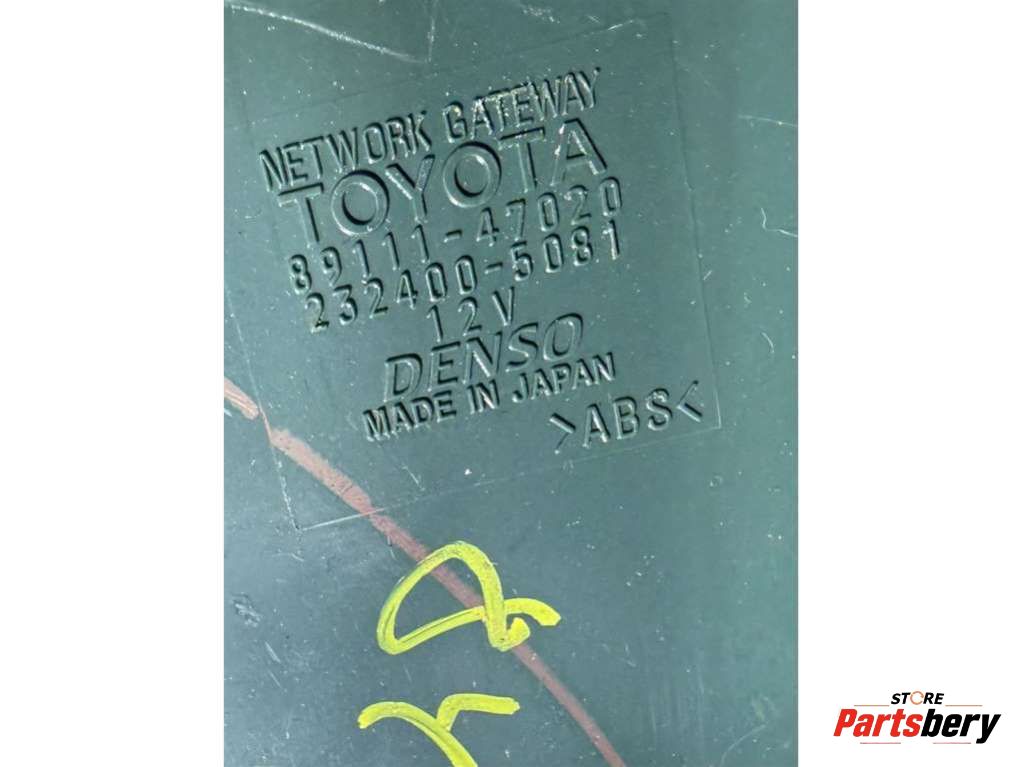 NETWORK GATEWAY
TOYOTA
89111-47020
232400-5081
12V
DENSO
MADE IN JAPAN
>ABS<
STORE
Partsbery